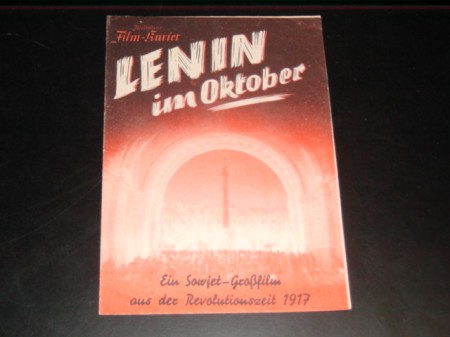 Film-Kurier
LENIN
im Oktober
Ein Sowjet-Großfilm
aus der Revolutionszeit 1917